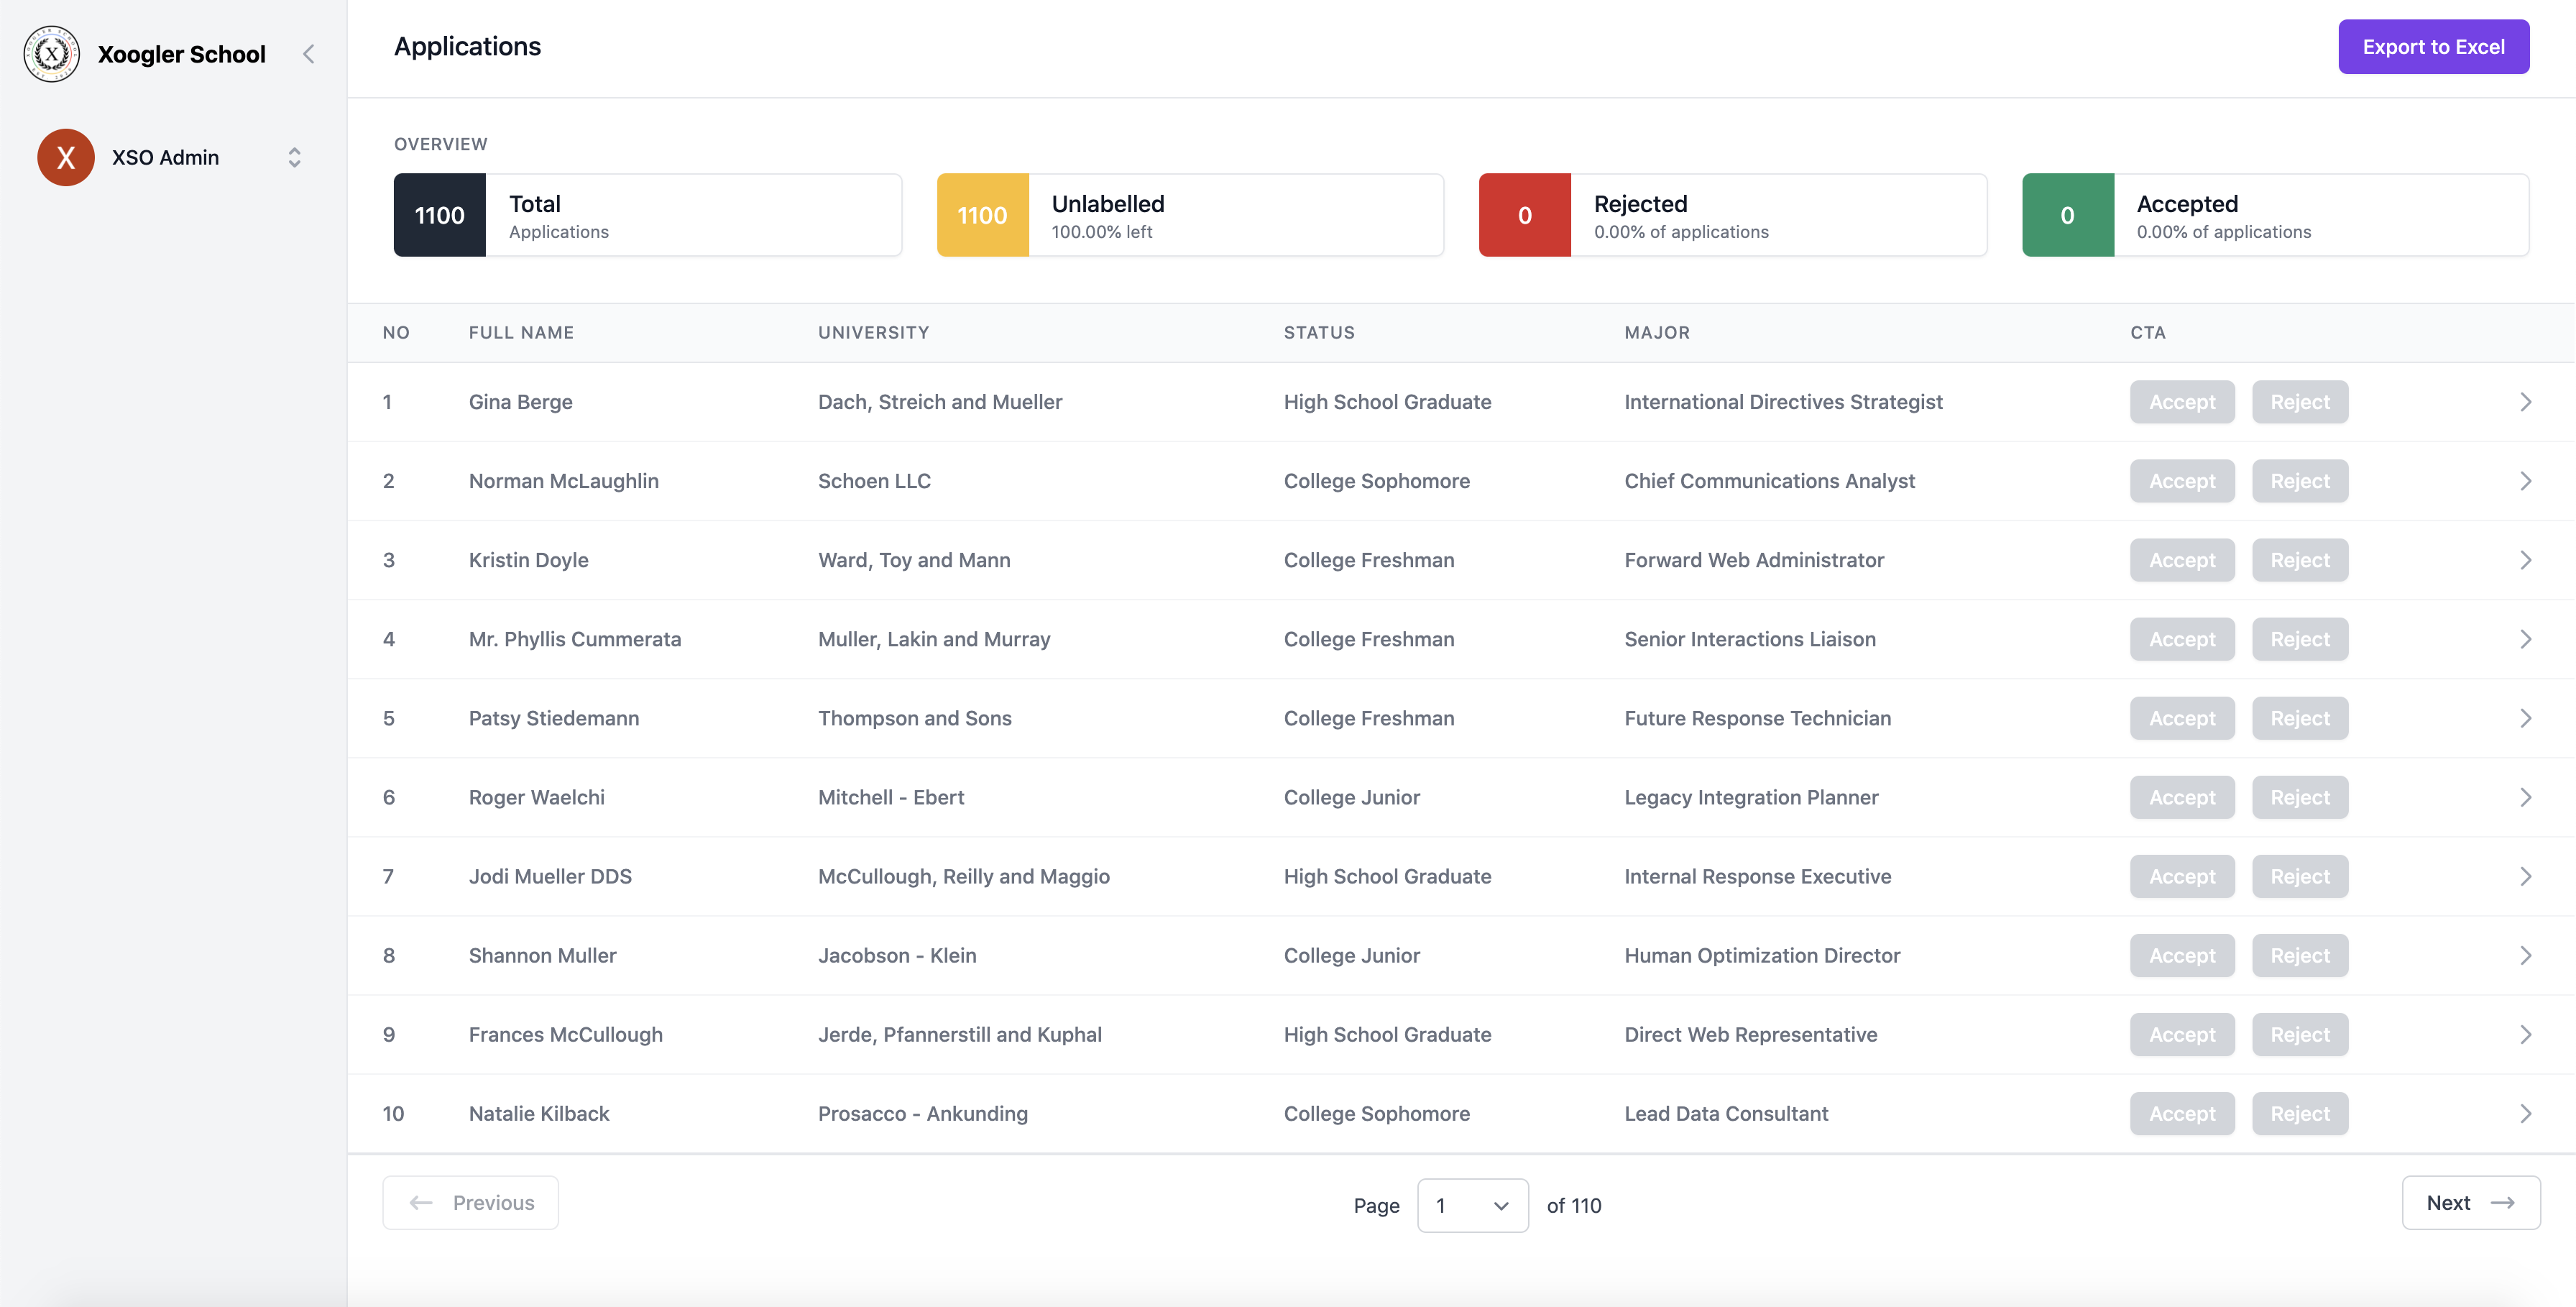 Xoogler School
X XSO Admin
Applications
Export to Excel
OVERVIEW
1100 Total
Applications
1100 Unlabelled
100.00% left
0 Rejected
0.00% of applications
0 Accepted
0.00% of applications
NO FULL NAME UNIVERSITY STATUS MAJOR CTA
1 Gina Berge Dach, Streich and Mueller High School Graduate International Directives Strategist Accept Reject
2 Norman McLaughlin Schoen LLC College Sophomore Chief Communications Analyst Accept Reject
3 Kristin Doyle Ward, Toy and Mann College Freshman Forward Web Administrator Accept Reject
4 Mr. Phyllis Cummerata Muller, Lakin and Murray College Freshman Senior Interactions Liaison Accept Reject
5 Patsy Stiedemann Thompson and Sons College Freshman Future Response Technician Accept Reject
6 Roger Waelchi Mitchell - Ebert College Junior Legacy Integration Planner Accept Reject
7 Jodi Mueller DDS McCullough, Reilly and Maggio High School Graduate Internal Response Executive Accept Reject
8 Shannon Muller Jacobson - Klein College Junior Human Optimization Director Accept Reject
9 Frances McCullough Jerde, Pfannerstill and Kuphal High School Graduate Direct Web Representative Accept Reject
10 Natalie Kilback Prosacco - Ankunding College Sophomore Lead Data Consultant Accept Reject
Previous Page 1 of 110 Next